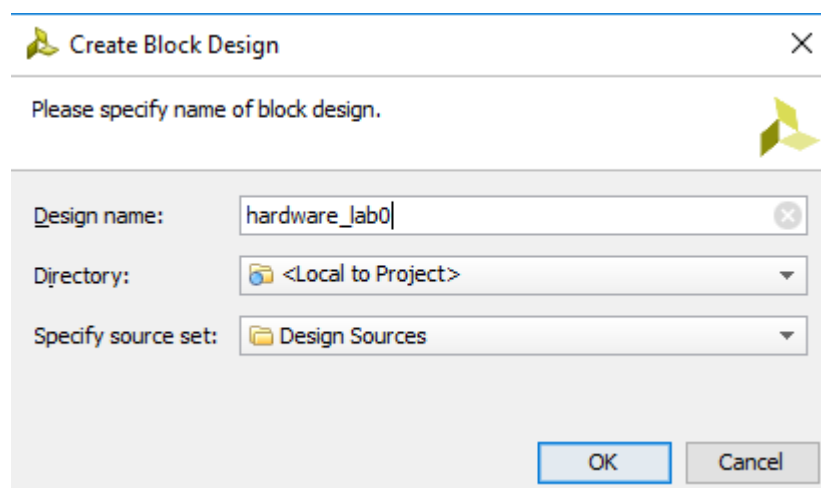 Create Block Design
Please specify name of block design.
Design name: hardware_lab0
Directory: <Local to Project>
Specify source set: Design Sources
OK Cancel